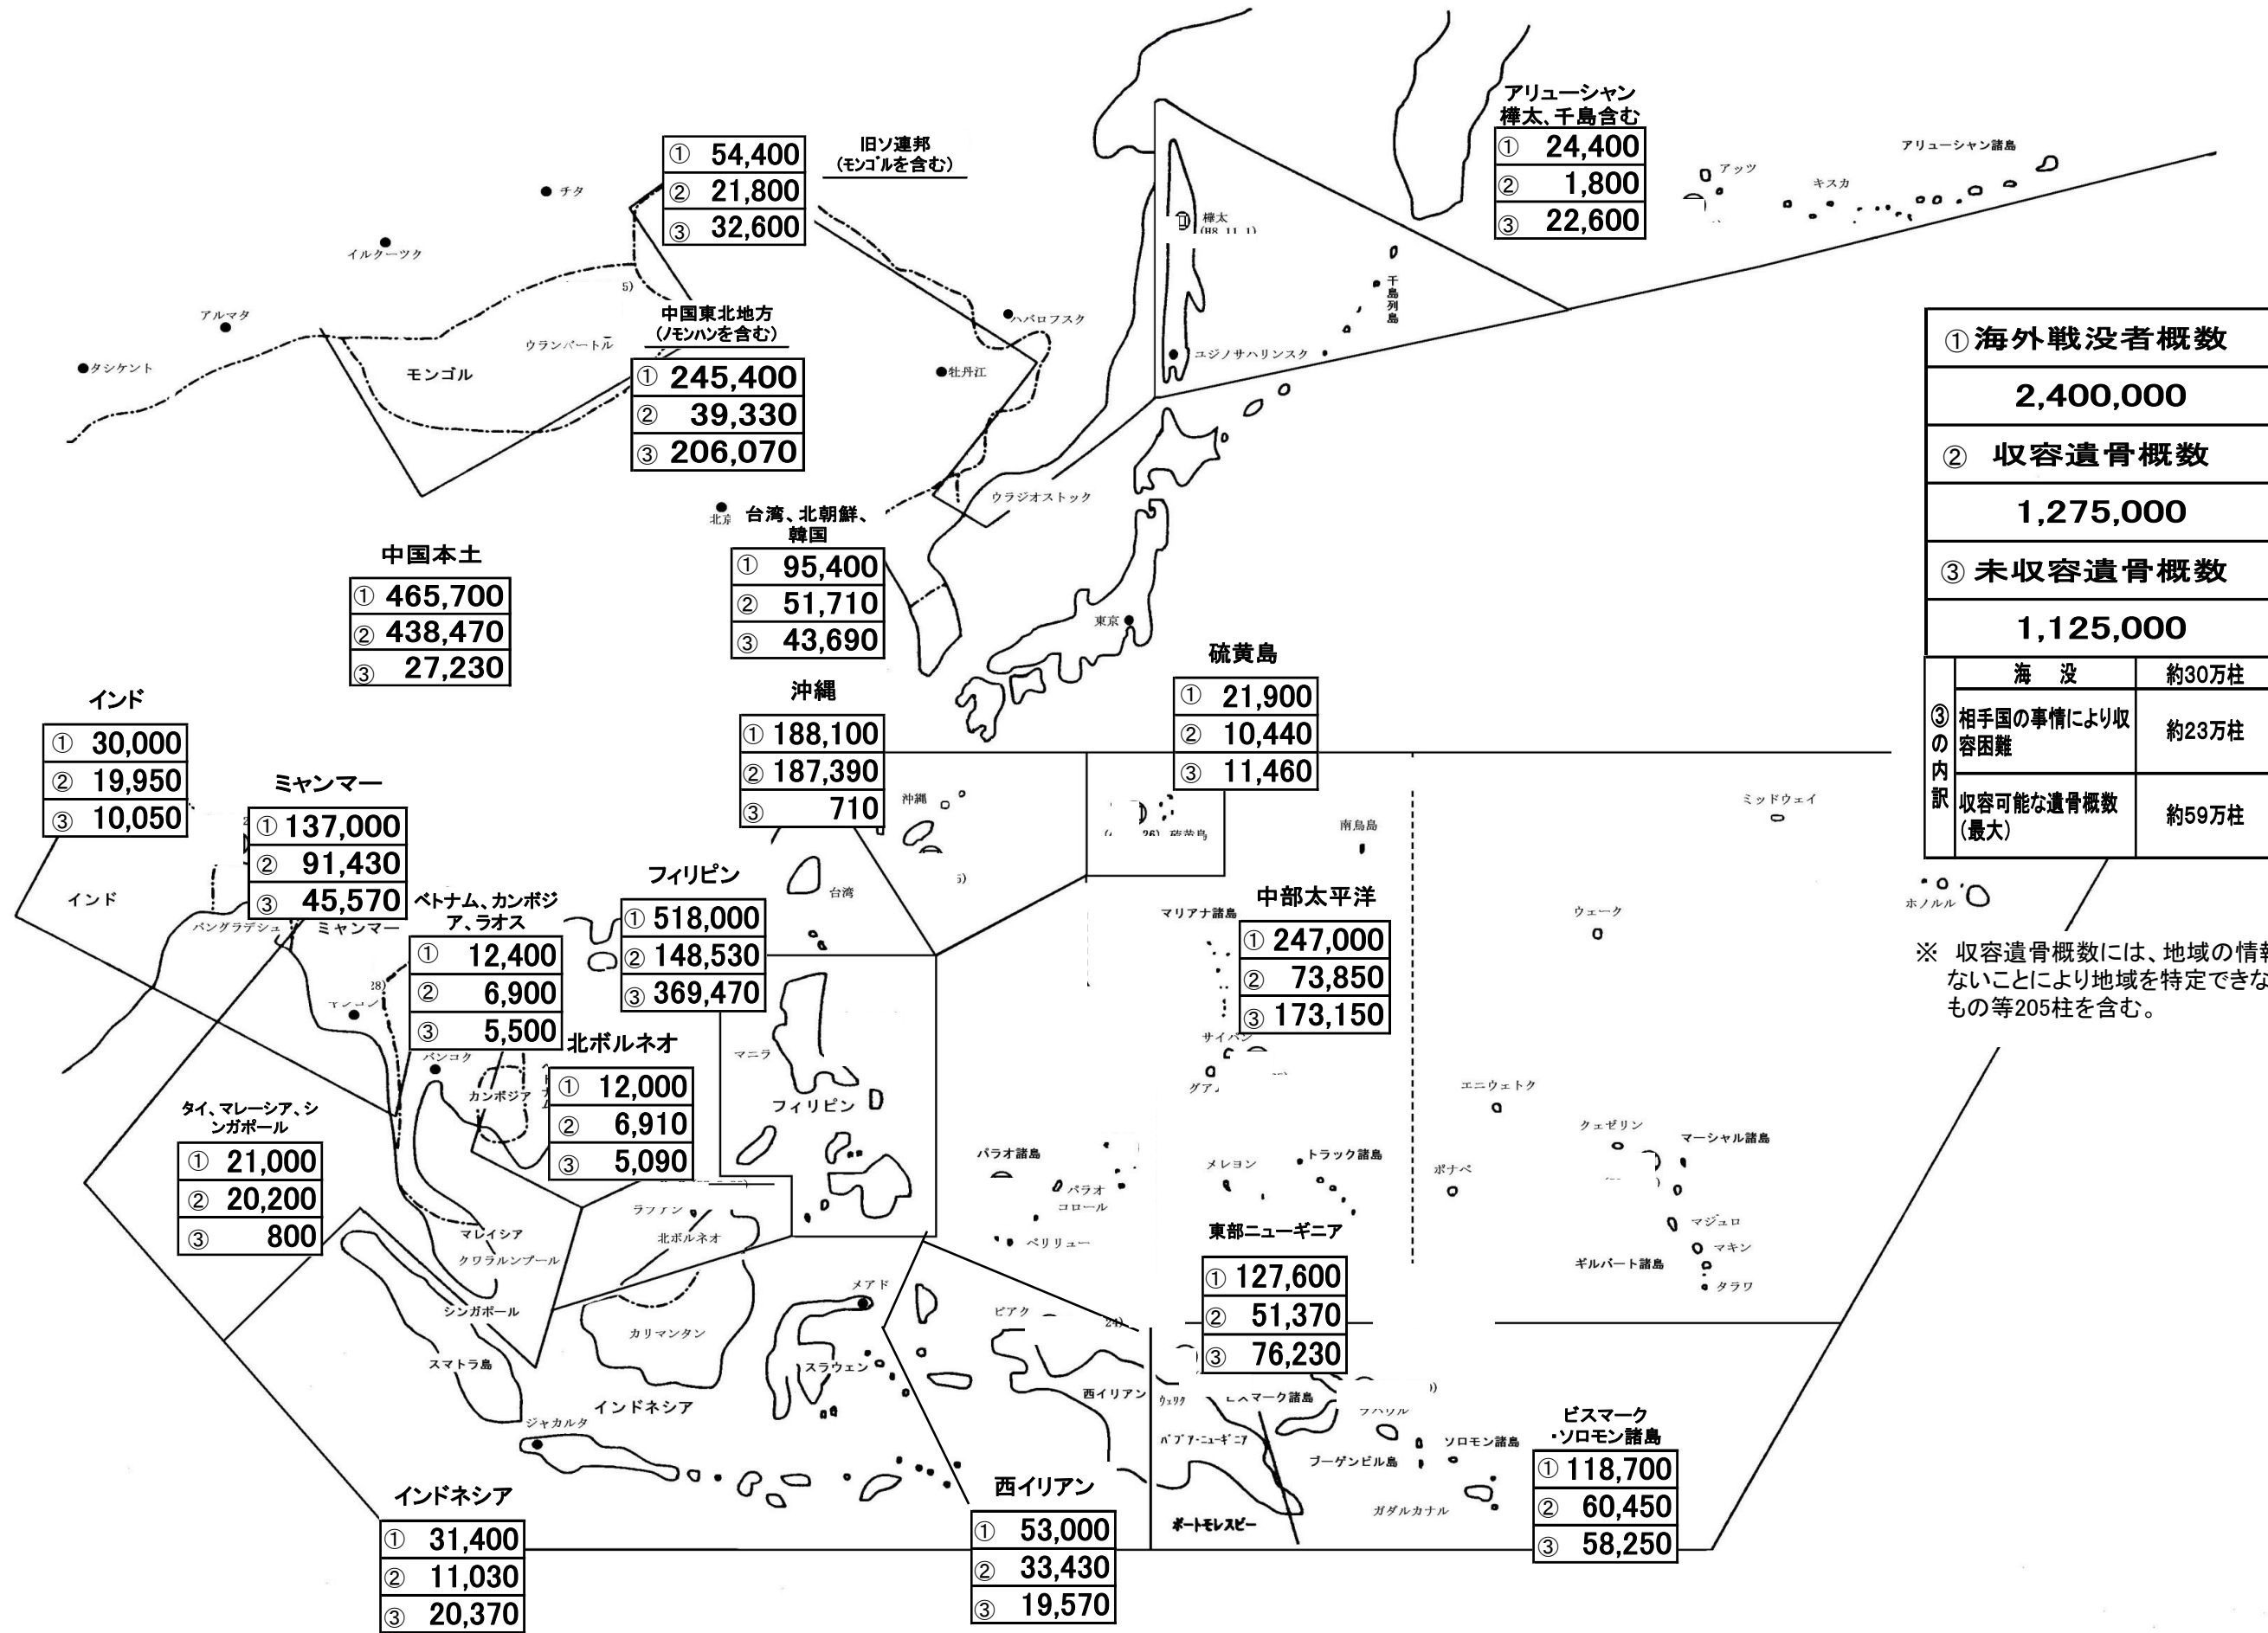 アリューシャン
樺太、千島含む
① 24,400
② 1,800
③ 22,600
旧ソ連邦
(モンゴルを含む)
① 54,400
② 21,800
③ 32,600
チタ
イルクーツク
アルマタ
タシケント
モンゴル
ウランバートル
5)
中国東北地方
(ノモンハンを含む)
① 245,400
② 39,330
③ 206,070
ハバロフスク
牡丹江
ウラジオストック
樺太
(H8.11.1)
ユジノサハリンスク
千島列島
アッツ
キスカ
アリューシャン諸島
①海外戦没者概数
2,400,000
② 収容遺骨概数
1,275,000
③未収容遺骨概数
1,125,000
③の内訳
海 没
約30万柱
相手国の事情により収
容困難
約23万柱
収容可能な遺骨概数
(最大)
約59万柱
※ 収容遺骨概数には、地域の情
ないことにより地域を特定できな
もの等205柱を含む。
北京
台湾、北朝鮮、
韓国
① 95,400
② 51,710
③ 43,690
中国本土
① 465,700
② 438,470
③ 27,230
東京
硫黄島
① 21,900
② 10,440
③ 11,460
沖縄
① 188,100
② 187,390
③ 710
沖縄
5)
26) 硫黄島
南鳥島
ミッドウェイ
ホノルル
ウェーク
インド
① 30,000
② 19,950
③ 10,050
インド
ミャンマー
① 137,000
② 91,430
③ 45,570
バングラデシュ
ミャンマー
28)
ベトナム、カンボジ
ア、ラオス
① 12,400
② 6,900
③ 5,500
バンコク
カンボジア
フィリピン
① 518,000
② 148,530
③ 369,470
台湾
マニラ
フィリピン
北ボルネオ
① 12,000
② 6,910
③ 5,090
中部太平洋
① 247,000
② 73,850
③ 173,150
マリアナ諸島
サイパン
グア
エニウェトク
クェゼリン
マーシャル諸島
ポナペ
マジュロ
マキン
タラワ
ギルバート諸島
パラオ諸島
パラオ
コロール
ペリリュー
メレヨン
トラック諸島
タイ、マレーシア、シ
ンガポール
① 21,000
② 20,200
③ 800
マレイシア
クワラルンプール
シンガポール
スマトラ島
ジャカルタ
ラブァン
北ボルネオ
カリマンタン
インドネシア
メアド
スラウェン
東部ニューギニア
① 127,600
② 51,370
③ 76,230
ビアク
24)
西イリアン
ウェワク
パプア・ニューギニア
ポートモレスビー
ビスマーク諸島
ラバウル
ブーゲンビル島
ソロモン諸島
ガダルカナル
ビスマーク
・ソロモン諸島
① 118,700
② 60,450
③ 58,250
インドネシア
① 31,400
② 11,030
③ 20,370
西イリアン
① 53,000
② 33,430
③ 19,570